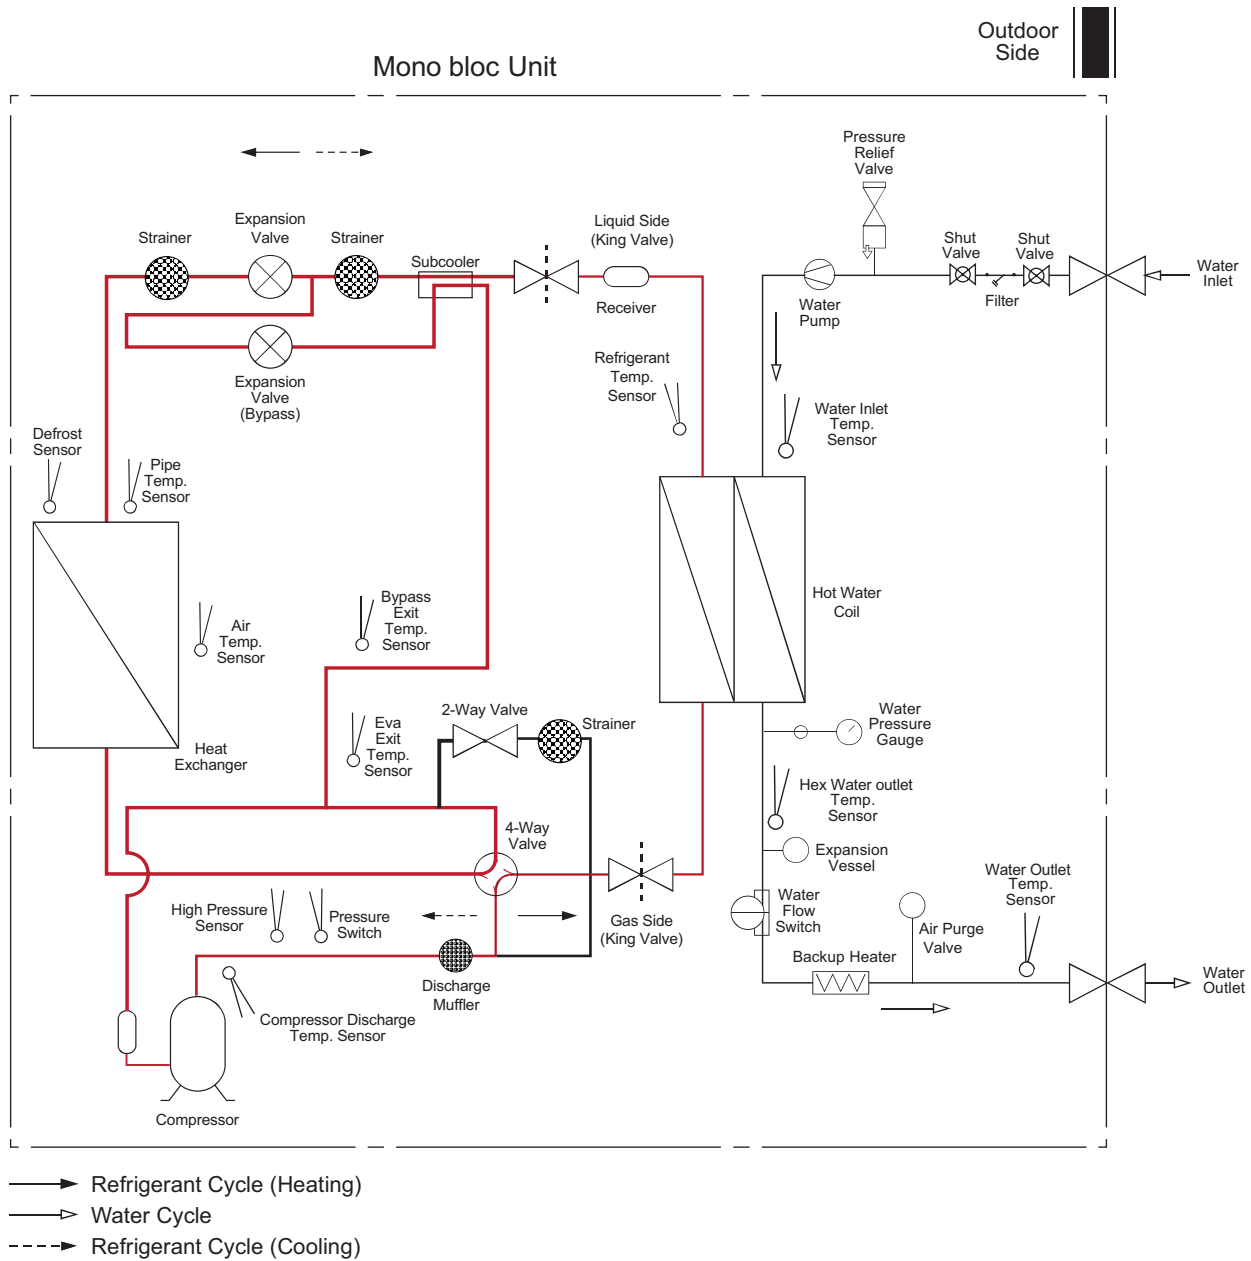 Outdoor
Side
Mono bloc Unit
Pressure
Relief
Valve
Strainer
Expansion
Valve
Strainer
Subcooler
Liquid Side
(King Valve)
Receiver
Water
Pump
Shut
Valve
Shut
Valve
Filter
Water
Inlet
Expansion
Valve
(Bypass)
Refrigerant
Temp.
Sensor
Water Inlet
Temp.
Sensor
Defrost
Sensor
Pipe
Temp.
Sensor
Air
Temp.
Sensor
Bypass
Exit
Temp.
Sensor
Hot Water
Coil
Heat
Exchanger
Eva
Exit
Temp.
Sensor
2-Way Valve
Strainer
Water
Pressure
Gauge
Hex Water outlet
Temp.
Sensor
4-Way
Valve
Expansion
Vessel
High Pressure
Sensor
Pressure
Switch
Gas Side
(King Valve)
Water
Flow
Switch
Air Purge
Valve
Water Outlet
Temp.
Sensor
Backup Heater
Water
Outlet
Discharge
Muffler
Compressor Discharge
Temp. Sensor
Compressor
Refrigerant Cycle (Heating)
Water Cycle
Refrigerant Cycle (Cooling)